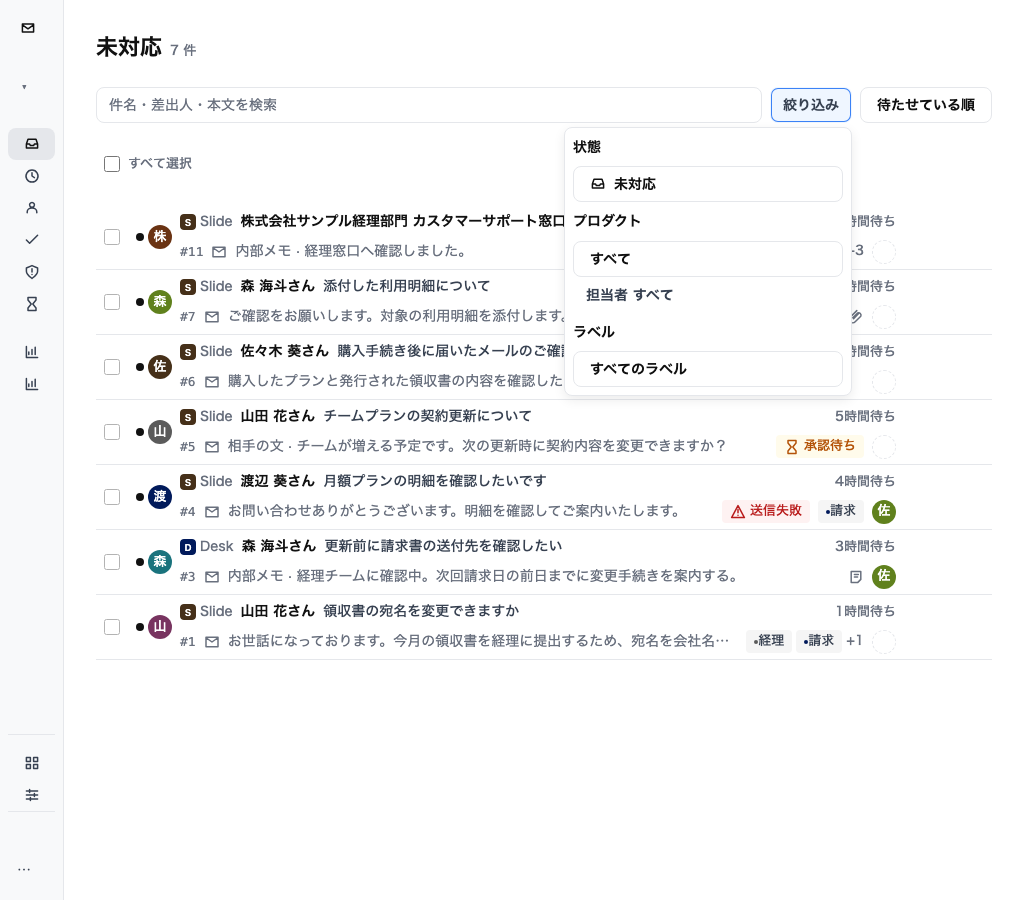 未対応 7 件
件名・差出人・本文を検索
絞り込み
待たせている順
すべて選択
状態
未対応
プロダクト
すべて
担当者 すべて
ラベル
すべてのラベル
株
S Slide 株式会社サンプル経理部門 カスタマーサポート窓口
時間待ち
#11 内部メモ · 経理窓口へ確認しました。
3
森
S Slide 森 海斗さん 添付した利用明細について
時間待ち
#7 ご確認をお願いします。対象の利用明細を添付します。
佐
S Slide 佐々木 葵さん 購入手続き後に届いたメールのご確
時間待ち
#6 購入したプランと発行された領収書の内容を確認した
山
S Slide 山田 花さん チームプランの契約更新について
5時間待ち
#5 相手の文 · チームが増える予定です。次の更新時に契約内容を変更できますか？
承認待ち
渡
S Slide 渡辺 葵さん 月額プランの明細を確認したいです
4時間待ち
#4 お問い合わせありがとうございます。明細を確認してご案内いたします。
送信失敗 •請求 佐
森
D Desk 森 海斗さん 更新前に請求書の送付先を確認したい
3時間待ち
#3 内部メモ · 経理チームに確認中。次回請求日の前日までに変更手続きを案内する。
佐
山
S Slide 山田 花さん 領収書の宛名を変更できますか
1時間待ち
#1 お世話になっております。今月の領収書を経理に提出するため、宛名を会社名…
•経理 •請求 +1